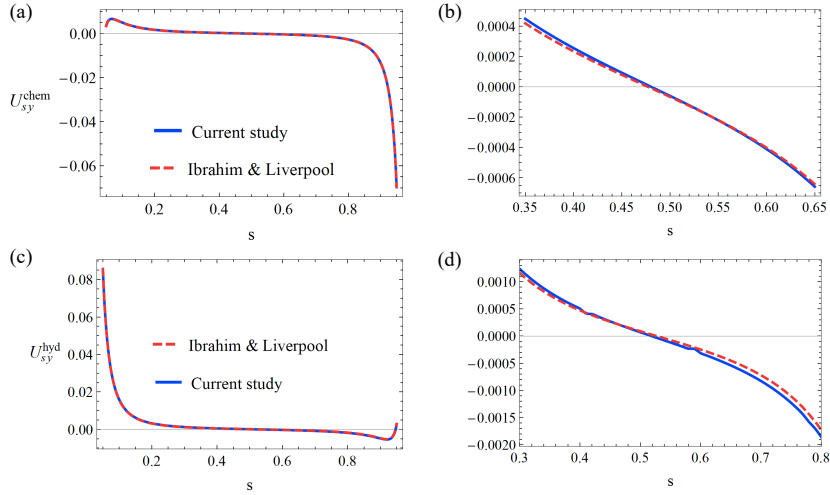 (a)
0.00
−0.02
−0.04
−0.06
U_{sy}^{chem}
Current study
Ibrahim & Liverpool
0.2 0.4 0.6 0.8
s
(b)
0.0004
0.0002
0.0000
−0.0002
−0.0004
−0.0006
0.35 0.40 0.45 0.50 0.55 0.60 0.65
s
(c)
0.08
0.06
0.04
0.02
0.00
U_{sy}^{hyd}
Ibrahim & Liverpool
Current study
0.2 0.4 0.6 0.8
s
(d)
0.0010
0.0005
0.0000
−0.0005
−0.0010
−0.0015
−0.0020
0.3 0.4 0.5 0.6 0.7 0.8
s